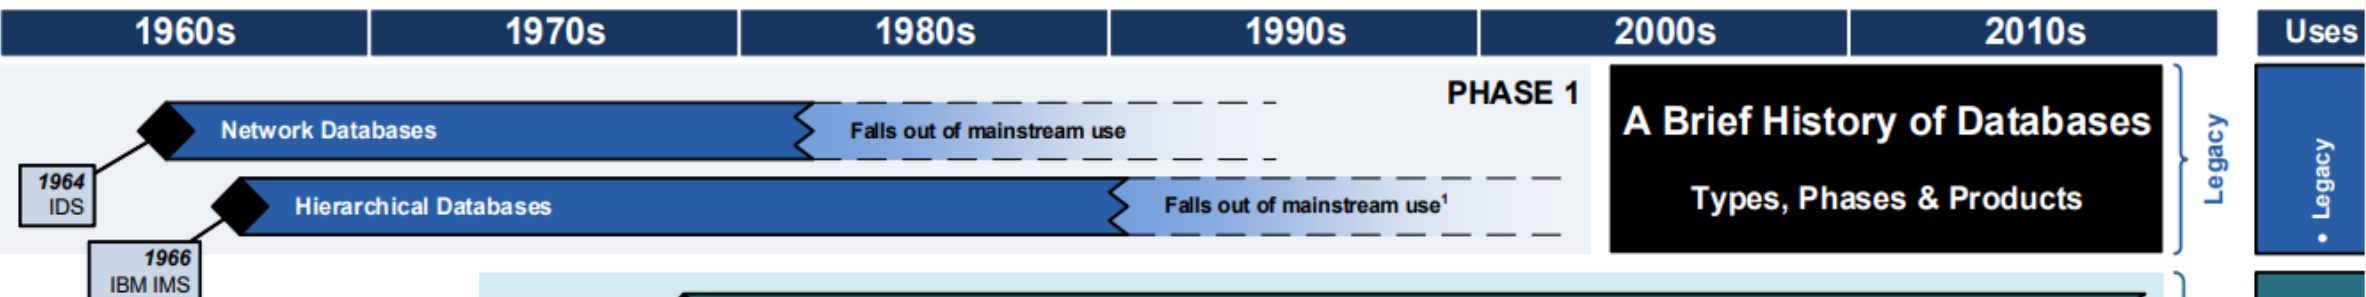 1960s 1970s 1980s 1990s 2000s 2010s Uses
PHASE 1
Network Databases
Falls out of mainstream use
1964
IDS
Hierarchical Databases
Falls out of mainstream use¹
1966
IBM IMS
A Brief History of Databases
Types, Phases & Products
Legacy
• Legacy